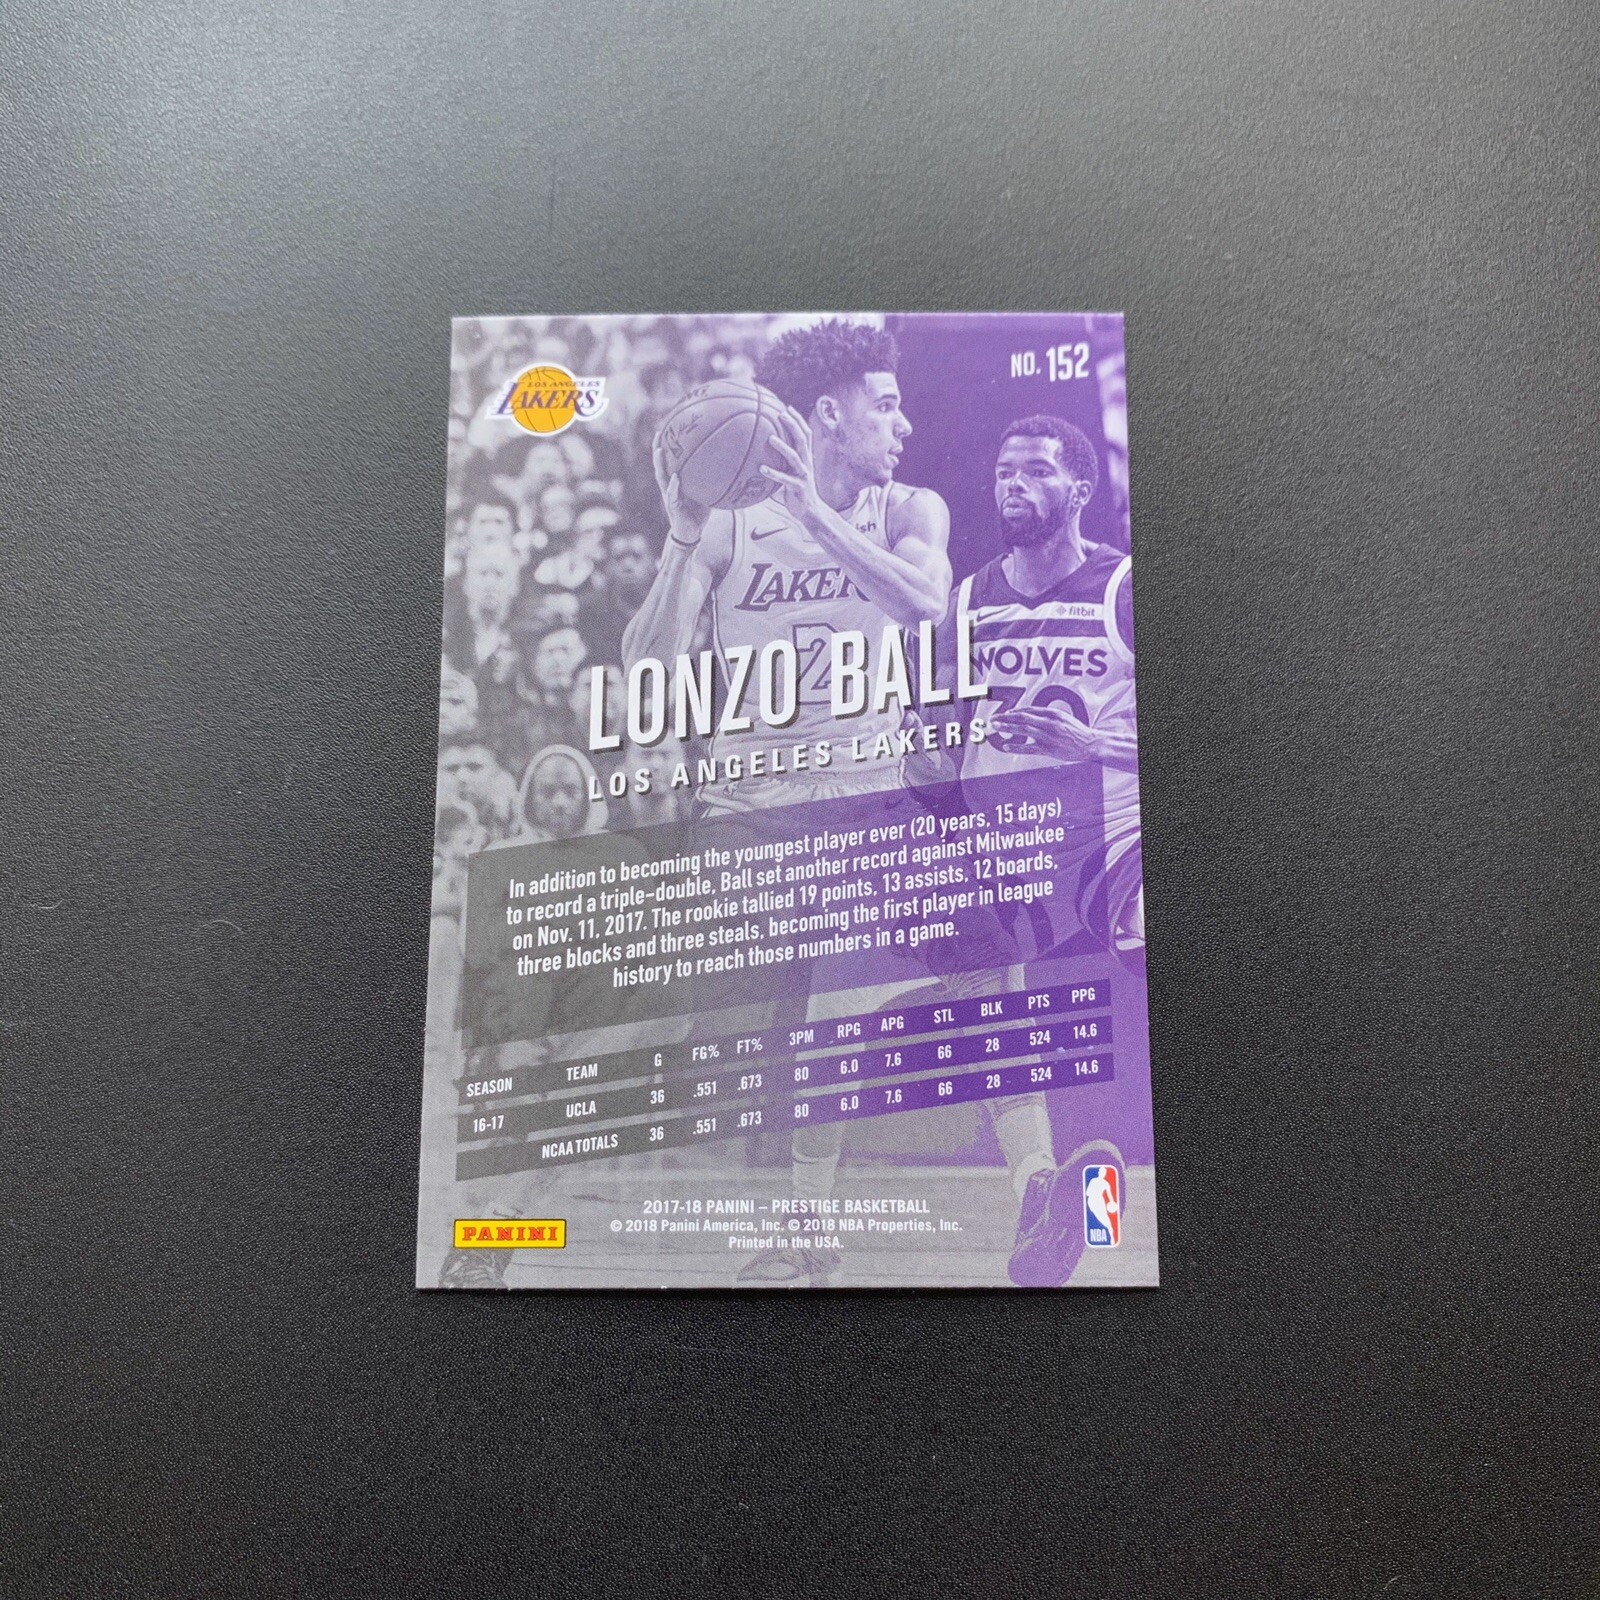 LOS ANGELES
LAKERS
NO. 152
ish
LAKER
fitbit
WOLVES
2
30
LONZO BALL
LOS ANGELES LAKERS
In addition to becoming the youngest player ever (20 years, 15 days)
to record a triple-double, Ball set another record against Milwaukee
on Nov. 11, 2017. The rookie tallied 19 points, 13 assists, 12 boards,
three blocks and three steals, becoming the first player in league
history to reach those numbers in a game.
SEASON TEAM G FG% FT% 3PM RPG APG STL BLK PTS PPG
16-17 UCLA 36 .551 .673 80 6.0 7.6 66 28 524 14.6
NCAA TOTALS 36 .551 .673 80 6.0 7.6 66 28 524 14.6
PANINI
2017-18 PANINI – PRESTIGE BASKETBALL
© 2018 Panini America, Inc. © 2018 NBA Properties, Inc.
Printed in the USA.
NBA